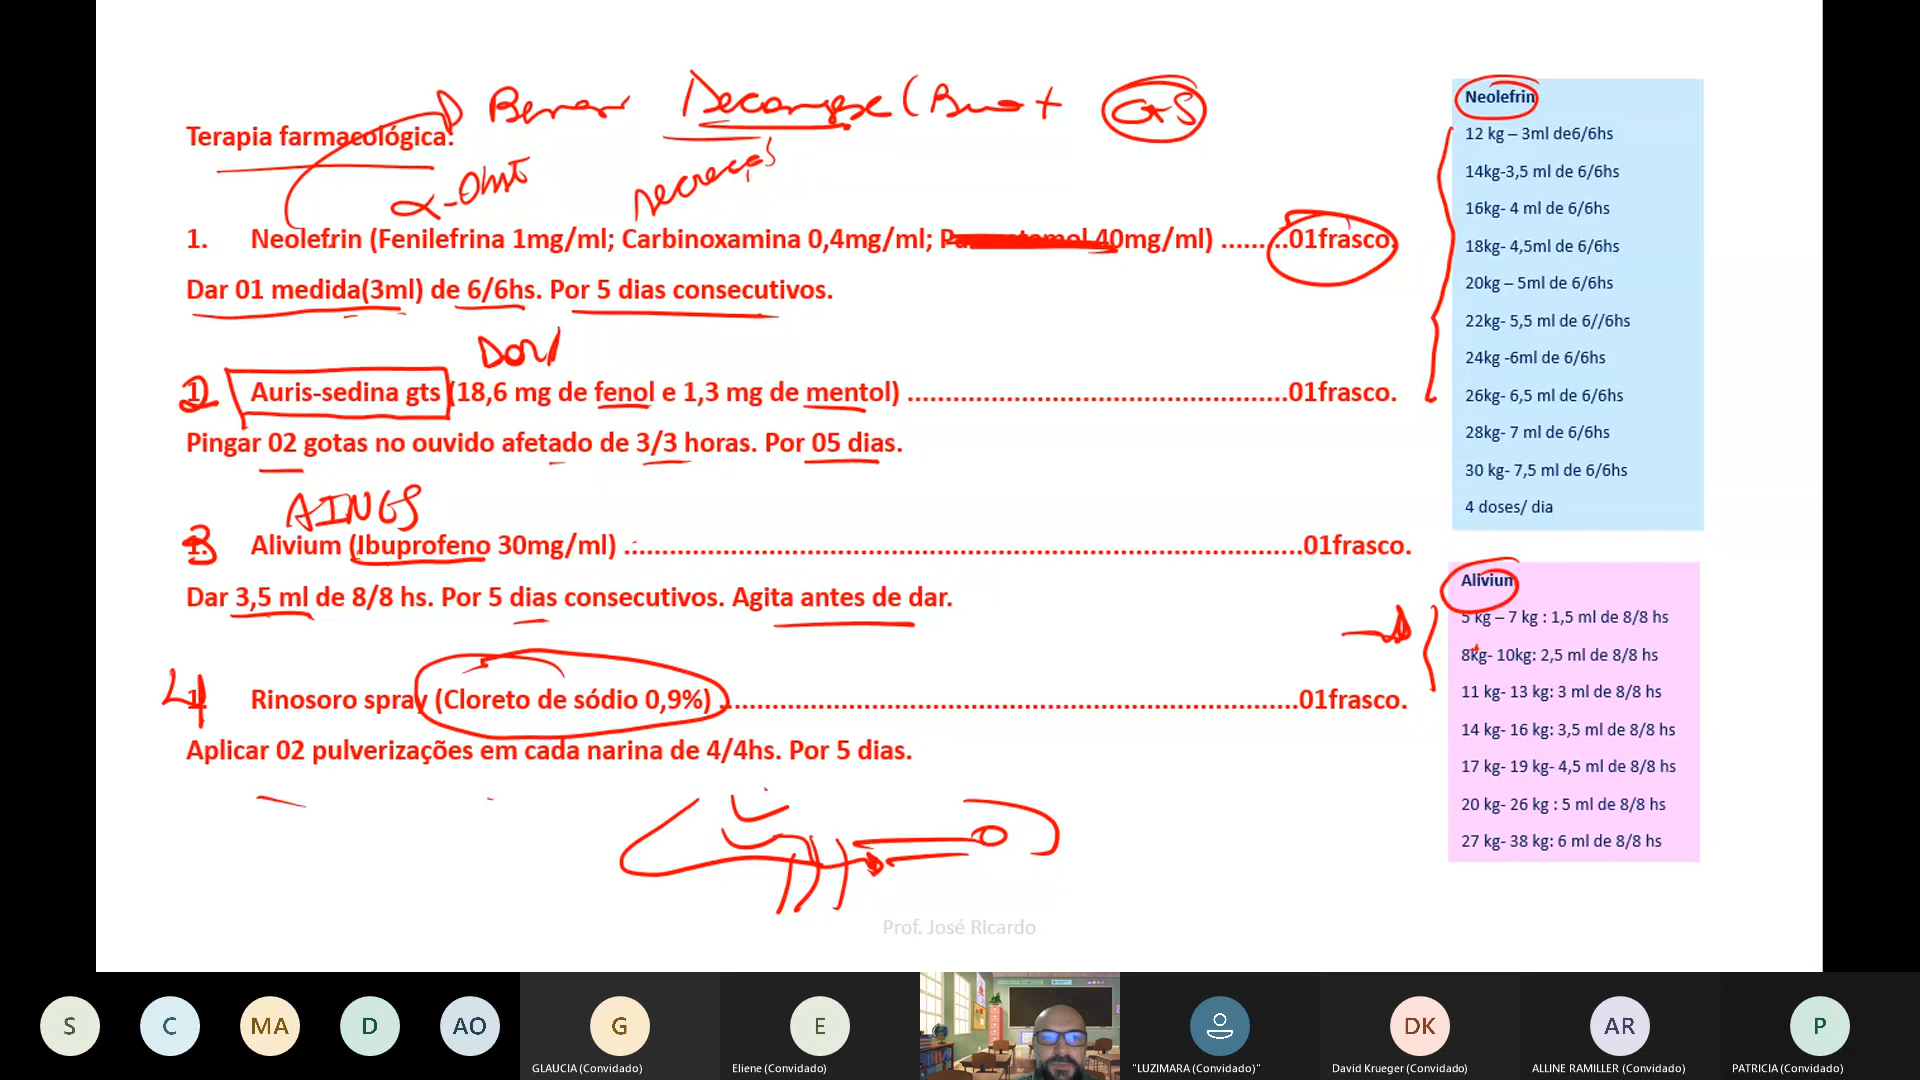 Decongex (
GTS
Terapia farmacológica:
1. Neolefrin (Fenilefrina 1mg/ml; Carbinoxamina 0,4mg/ml; 40mg/ml) .........01frasco.
Dar 01 medida(3ml) de 6/6hs. Por 5 dias consecutivos.
DOR
2 Auris-sedina gts (18,6 mg de fenol e 1,3 mg de mentol) ..................................................01frasco.
Pingar 02 gotas no ouvido afetado de 3/3 horas. Por 05 dias.
AINES
3 Alivium (Ibuprofeno 30mg/ml) ..........................................................................................01frasco.
Dar 3,5 ml de 8/8 hs. Por 5 dias consecutivos. Agita antes de dar.
4 Rinosoro spray (Cloreto de sódio 0,9%) ............................................................................01frasco.
Aplicar 02 pulverizações em cada narina de 4/4hs. Por 5 dias.
Neolefrin
12 kg – 3ml de6/6hs
14kg-3,5 ml de 6/6hs
16kg- 4 ml de 6/6hs
18kg- 4,5ml de 6/6hs
20kg – 5ml de 6/6hs
22kg- 5,5 ml de 6//6hs
24kg -6ml de 6/6hs
26kg- 6,5 ml de 6/6hs
28kg- 7 ml de 6/6hs
30 kg- 7,5 ml de 6/6hs
4 doses/ dia
Alivium
5 kg – 7 kg : 1,5 ml de 8/8 hs
8kg- 10kg: 2,5 ml de 8/8 hs
11 kg- 13 kg: 3 ml de 8/8 hs
14 kg- 16 kg: 3,5 ml de 8/8 hs
17 kg- 19 kg- 4,5 ml de 8/8 hs
20 kg- 26 kg : 5 ml de 8/8 hs
27 kg- 38 kg: 6 ml de 8/8 hs
Prof. José Ricardo
S C MA D AO G E DK AR P
GLAUCIA (Convidado) Eliene (Convidado) "LUZIMARA (Convidado)" David Krueger (Convidado) ALLINE RAMILLER (Convidado) PATRICIA (Convidado)